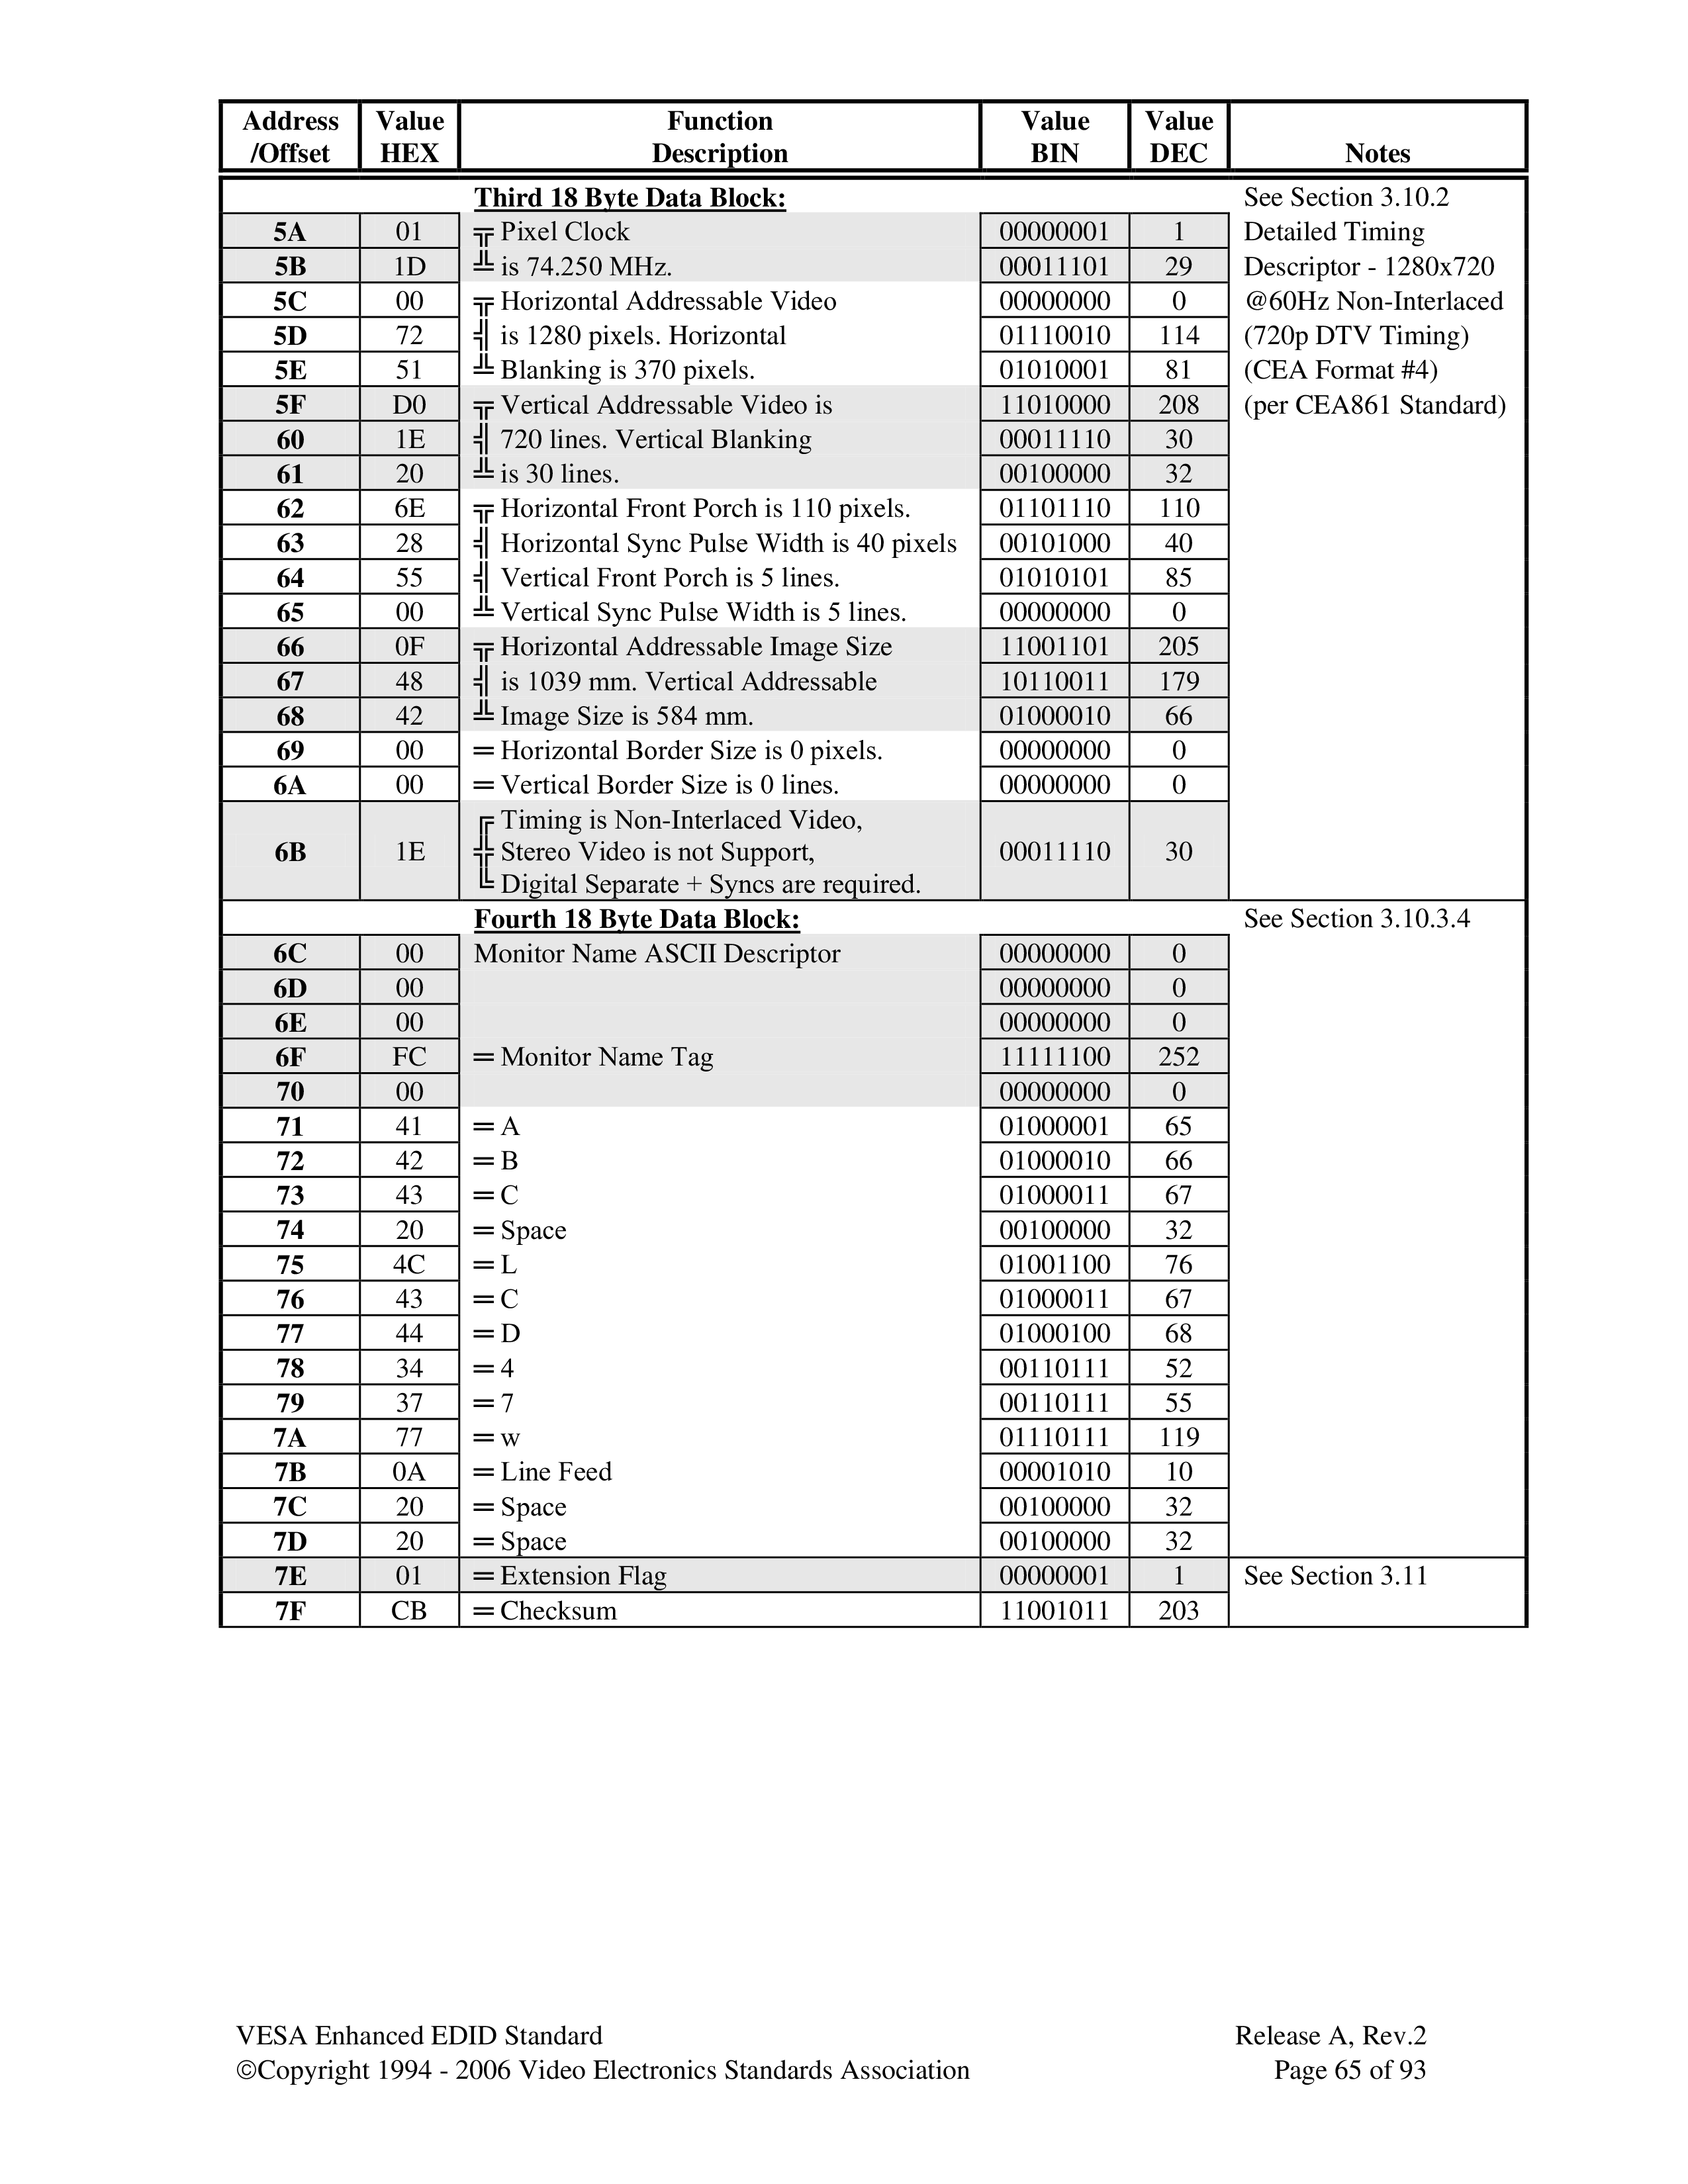 Address /Offset Value HEX Function Description Value BIN Value DEC Notes
Third 18 Byte Data Block: See Section 3.10.2
5A 01 ╦ Pixel Clock 00000001 1 Detailed Timing
5B 1D ╩ is 74.250 MHz. 00011101 29 Descriptor - 1280x720
5C 00 ╦ Horizontal Addressable Video 00000000 0 @60Hz Non-Interlaced
5D 72 ╣ is 1280 pixels. Horizontal 01110010 114 (720p DTV Timing)
5E 51 ╩ Blanking is 370 pixels. 01010001 81 (CEA Format #4)
5F D0 ╦ Vertical Addressable Video is 11010000 208 (per CEA861 Standard)
60 1E ╣ 720 lines. Vertical Blanking 00011110 30
61 20 ╩ is 30 lines. 00100000 32
62 6E ╦ Horizontal Front Porch is 110 pixels. 01101110 110
63 28 ╣ Horizontal Sync Pulse Width is 40 pixels 00101000 40
64 55 ╣ Vertical Front Porch is 5 lines. 01010101 85
65 00 ╩ Vertical Sync Pulse Width is 5 lines. 00000000 0
66 0F ╦ Horizontal Addressable Image Size 11001101 205
67 48 ╣ is 1039 mm. Vertical Addressable 10110011 179
68 42 ╩ Image Size is 584 mm. 01000010 66
69 00 ═ Horizontal Border Size is 0 pixels. 00000000 0
6A 00 ═ Vertical Border Size is 0 lines. 00000000 0
╔ Timing is Non-Interlaced Video,
6B 1E ╬ Stereo Video is not Support, 00011110 30
╚ Digital Separate + Syncs are required.
Fourth 18 Byte Data Block: See Section 3.10.3.4
6C 00 Monitor Name ASCII Descriptor 00000000 0
6D 00 00000000 0
6E 00 00000000 0
6F FC ═ Monitor Name Tag 11111100 252
70 00 00000000 0
71 41 ═ A 01000001 65
72 42 ═ B 01000010 66
73 43 ═ C 01000011 67
74 20 ═ Space 00100000 32
75 4C ═ L 01001100 76
76 43 ═ C 01000011 67
77 44 ═ D 01000100 68
78 34 ═ 4 00110111 52
79 37 ═ 7 00110111 55
7A 77 ═ w 01110111 119
7B 0A ═ Line Feed 00001010 10
7C 20 ═ Space 00100000 32
7D 20 ═ Space 00100000 32
7E 01 ═ Extension Flag 00000001 1 See Section 3.11
7F CB ═ Checksum 11001011 203
VESA Enhanced EDID Standard Release A, Rev.2
©Copyright 1994 - 2006 Video Electronics Standards Association Page 65 of 93